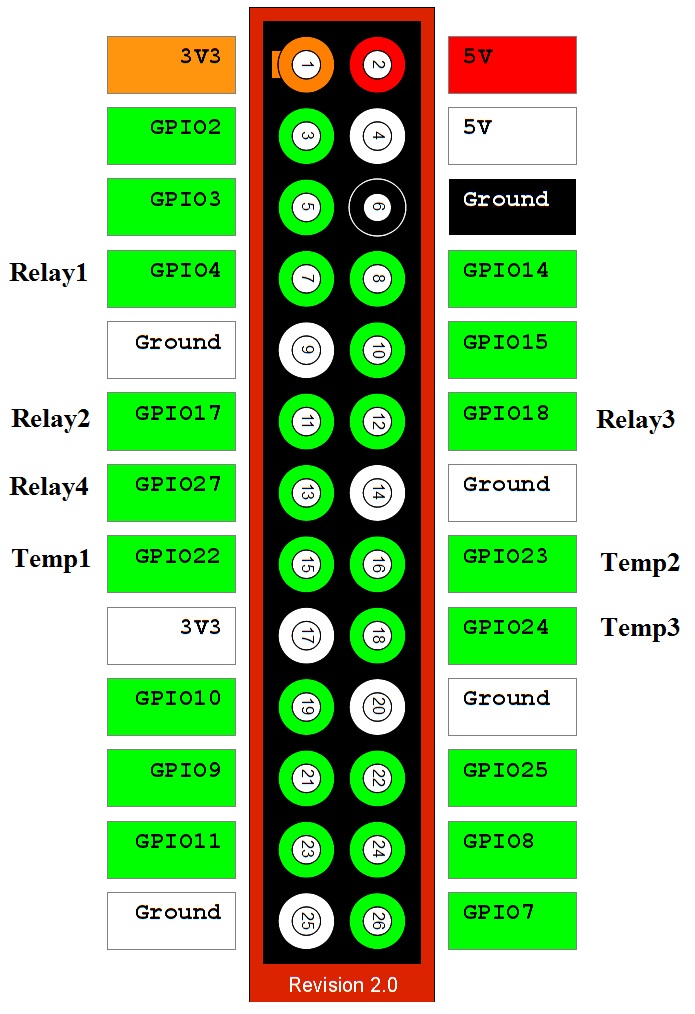 3V3 1 2 5V
GPIO2 3 4 5V
GPIO3 5 6 Ground
Relay1 GPIO4 7 8 GPIO14
Ground 9 10 GPIO15
Relay2 GPIO17 11 12 GPIO18 Relay3
Relay4 GPIO27 13 14 Ground
Temp1 GPIO22 15 16 GPIO23 Temp2
3V3 17 18 GPIO24 Temp3
GPIO10 19 20 Ground
GPIO9 21 22 GPIO25
GPIO11 23 24 GPIO8
Ground 25 26 GPIO7
Revision 2.0